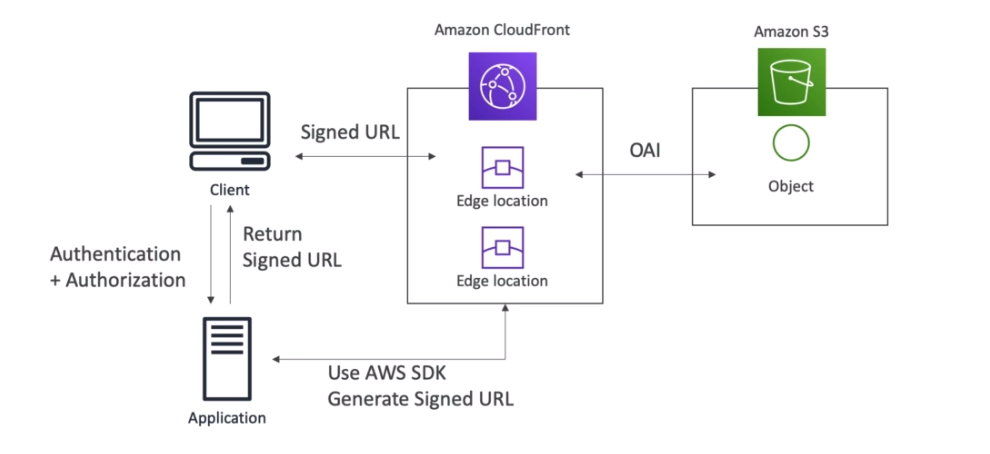 Amazon CloudFront
Amazon S3
Signed URL
OAI
Client
Edge location
Object
Return
Signed URL
Authentication
+ Authorization
Edge location
Use AWS SDK
Generate Signed URL
Application